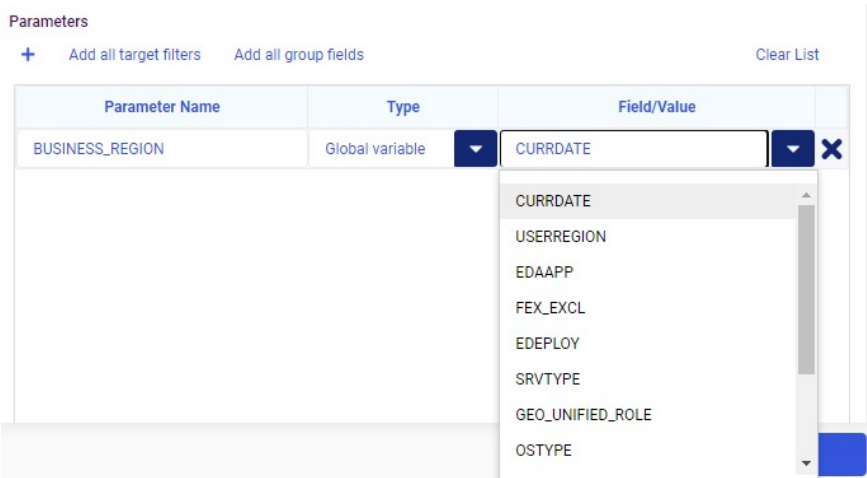 Parameters
+ Add all target filters Add all group fields Clear List
Parameter Name Type Field/Value
BUSINESS_REGION Global variable CURRDATE
CURRDATE
USERREGION
EDAAPP
FEX_EXCL
EDEPLOY
SRVTYPE
GEO_UNIFIED_ROLE
OSTYPE